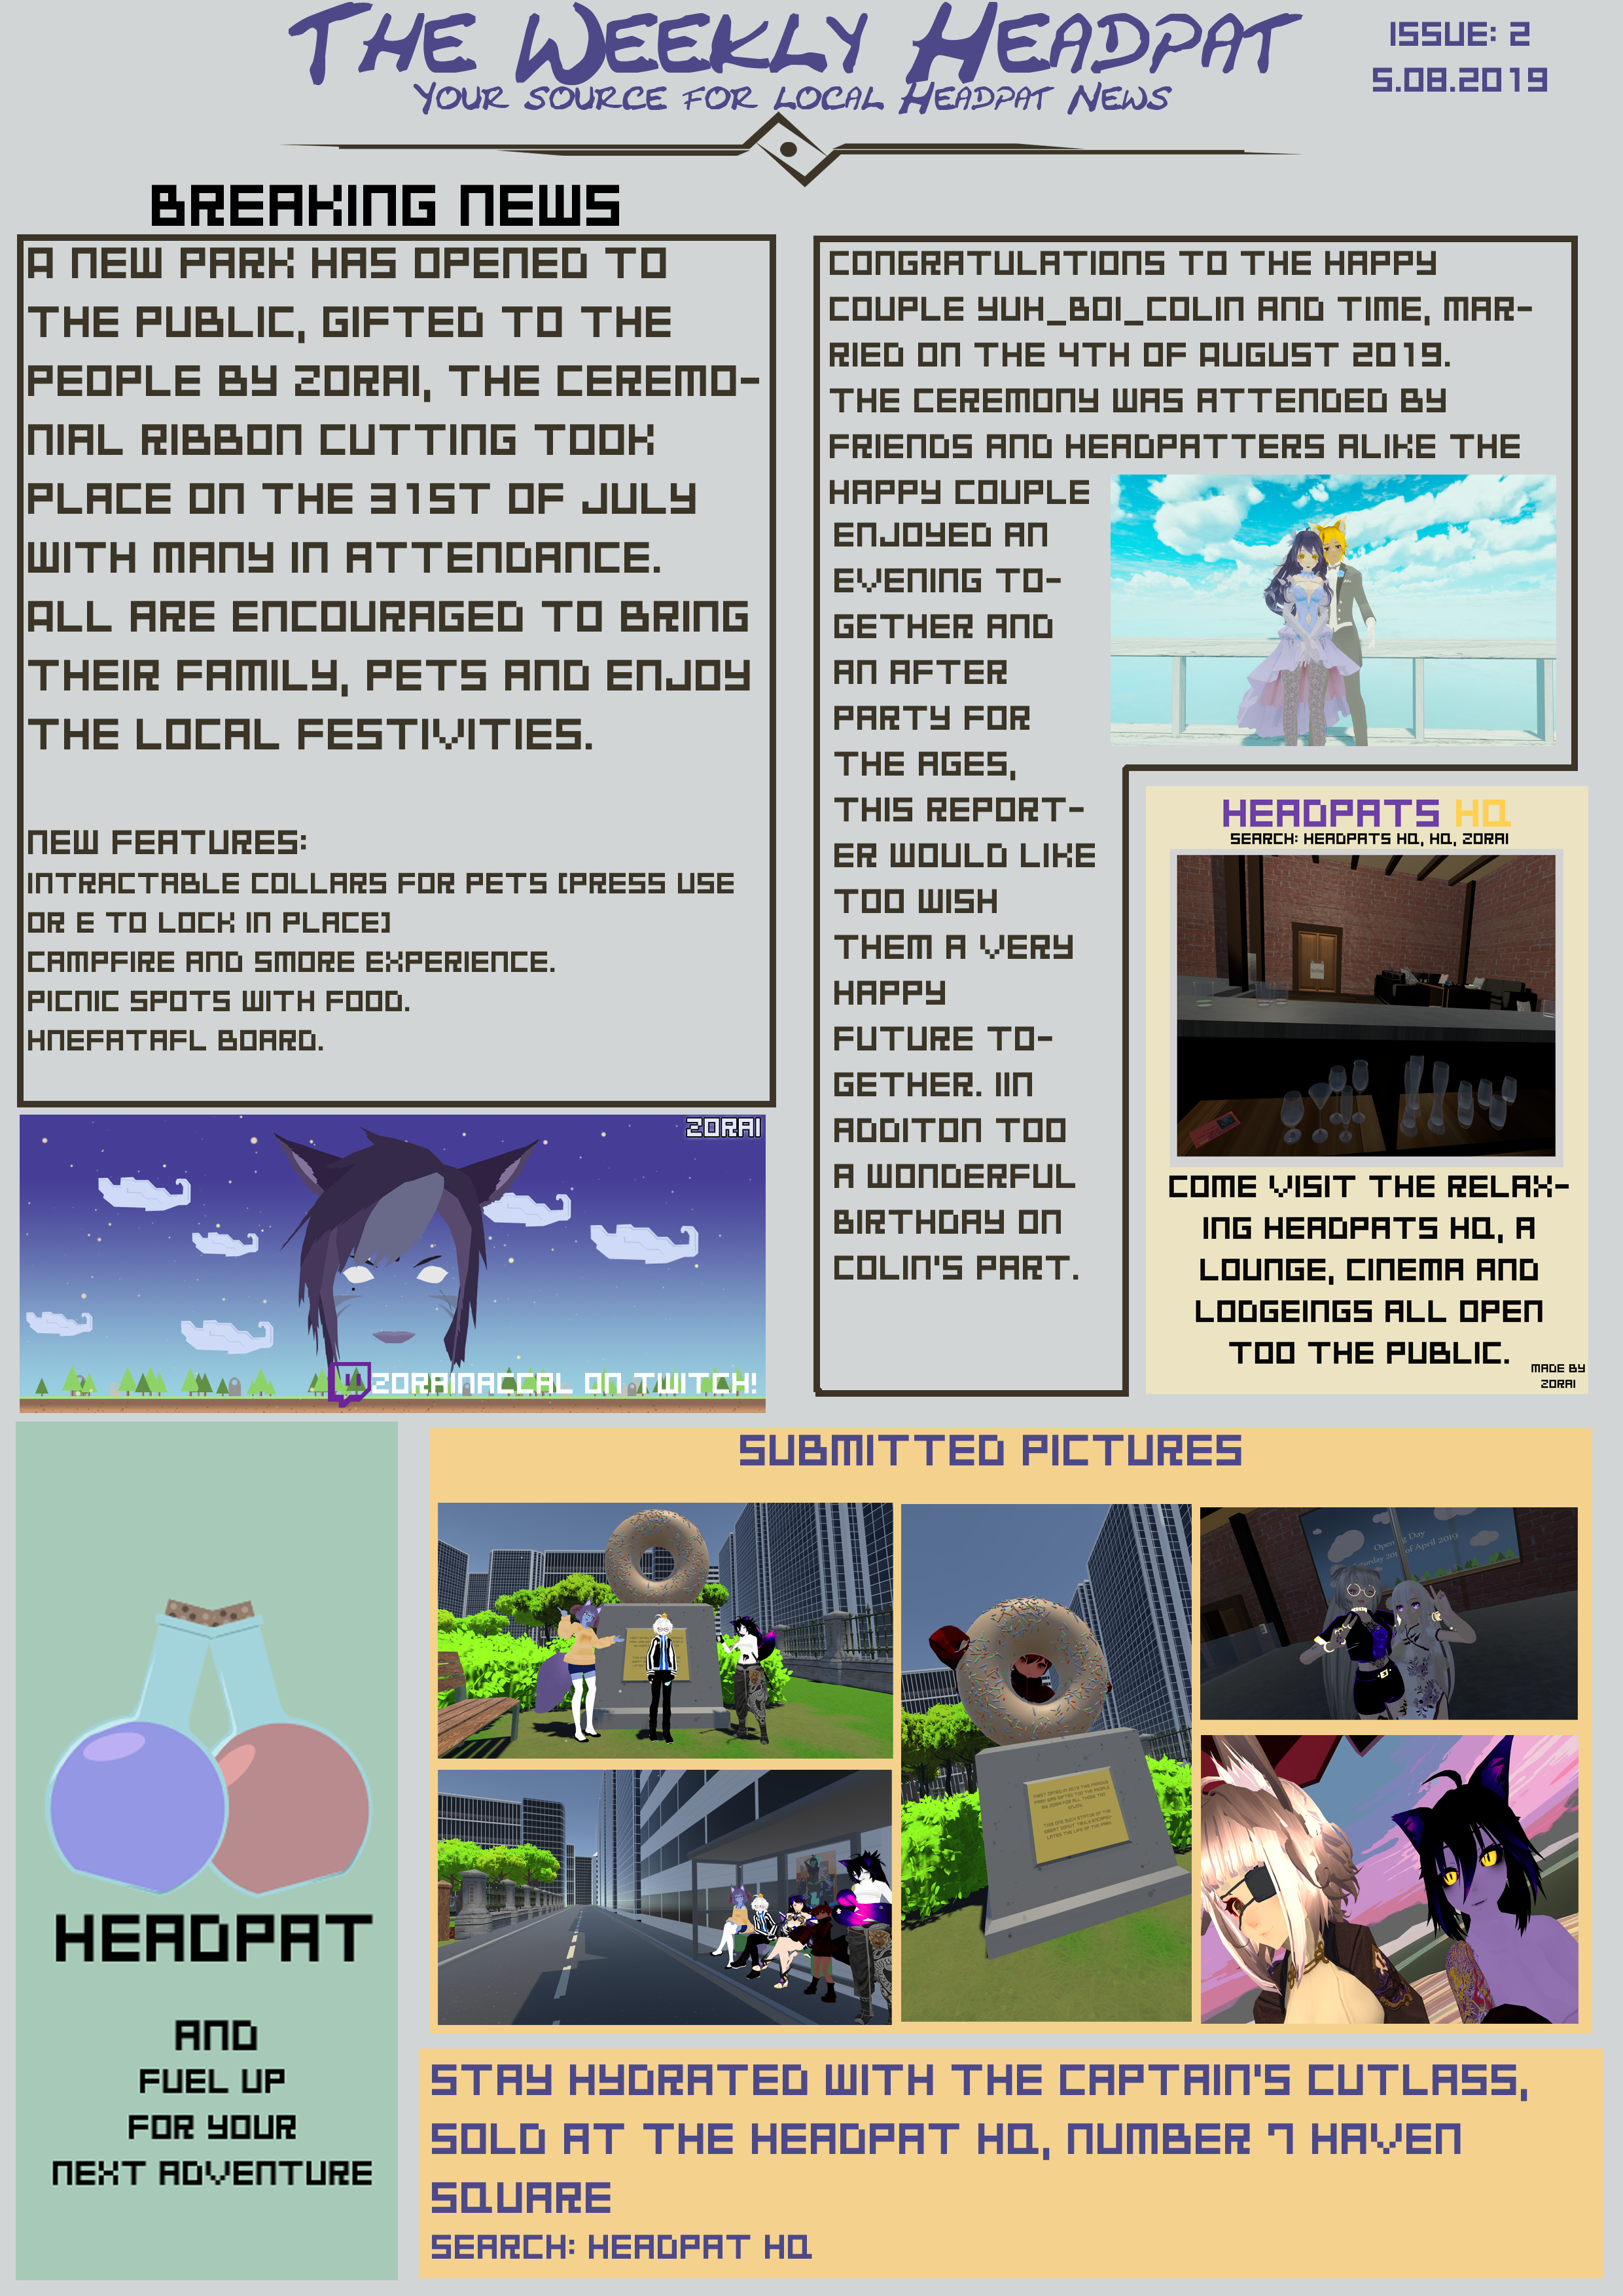 THE WEEKLY HEADPAT
YOUR SOURCE FOR LOCAL HEADPAT NEWS
ISSUE: 2
5.08.2019
BREAKING NEWS
A NEW PARK HAS OPENED TO
THE PUBLIC, GIFTED TO THE
PEOPLE BY ZORAI, THE CEREMO-
NIAL RIBBON CUTTING TOOK
PLACE ON THE 31ST OF JULY
WITH MANY IN ATTENDANCE.
ALL ARE ENCOURAGED TO BRING
THEIR FAMILY, PETS AND ENJOY
THE LOCAL FESTIVITIES.
NEW FEATURES:
INTRACTABLE COLLARS FOR PETS [PRESS USE
OR E TO LOCK IN PLACE]
CAMPFIRE AND SMORE EXPERIENCE.
PICNIC SPOTS WITH FOOD.
HNEFATAFL BOARD.
ZORAI
ZORAINACCAL ON TWITCH!
CONGRATULATIONS TO THE HAPPY
COUPLE YUH_BOI_COLIN AND TIME, MAR-
RIED ON THE 4TH OF AUGUST 2019.
THE CEREMONY WAS ATTENDED BY
FRIENDS AND HEADPATTERS ALIKE THE
HAPPY COUPLE
ENJOYED AN
EVENING TO-
GETHER AND
AN AFTER
PARTY FOR
THE AGES,
THIS REPORT-
ER WOULD LIKE
TOO WISH
THEM A VERY
HAPPY
FUTURE TO-
GETHER. IIN
ADDITON TOO
A WONDERFUL
BIRTHDAY ON
COLIN'S PART.
HEADPATS HQ
SEARCH: HEADPATS HQ, HQ, ZORAI
COME VISIT THE RELAX-
ING HEADPATS HQ, A
LOUNGE, CINEMA AND
LODGEINGS ALL OPEN
TOO THE PUBLIC.
MADE BY
ZORAI
HEADPAT
AND
FUEL UP
FOR YOUR
NEXT ADVENTURE
SUBMITTED PICTURES
Day
of April 2019
STAY HYDRATED WITH THE CAPTAIN'S CUTLASS,
SOLD AT THE HEADPAT HQ, NUMBER 7 HAVEN
SQUARE
SEARCH: HEADPAT HQ